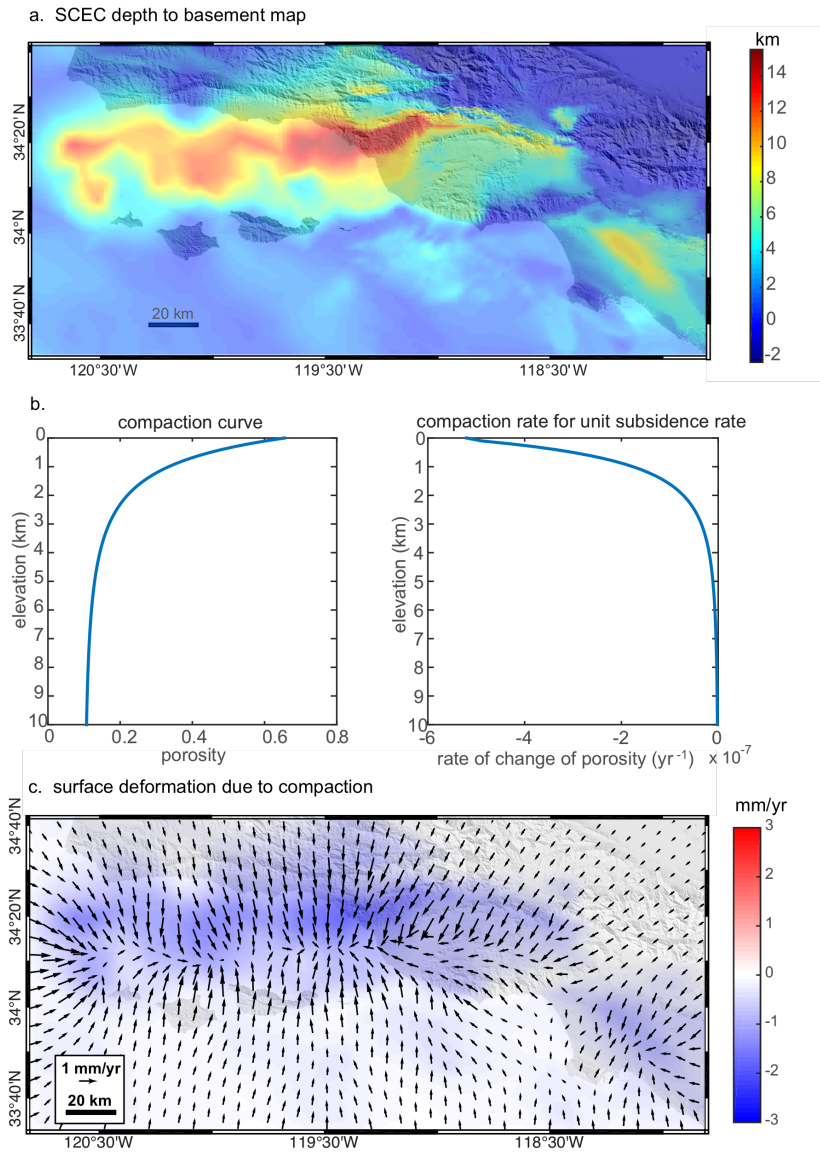 a. SCEC depth to basement map
km
14
12
10
8
6
4
2
0
-2
34°20' N
34°N
33°40' N
20 km
120°30'W
119°30'W
118°30'W
b.
compaction curve
0
1
2
3
4
5
6
7
8
9
10
elevation (km)
0
0.2
0.4
0.6
0.8
porosity
compaction rate for unit subsidence rate
0
1
2
3
4
5
6
7
8
9
10
elevation (km)
-6
-4
-2
0
rate of change of porosity (yr⁻¹) x 10⁻⁷
c. surface deformation due to compaction
mm/yr
3
2
1
0
-1
-2
-3
34°40'N
34°20'N
34°N
33°40'N
1 mm/yr
20 km
120°30'W
119°30'W
118°30'W